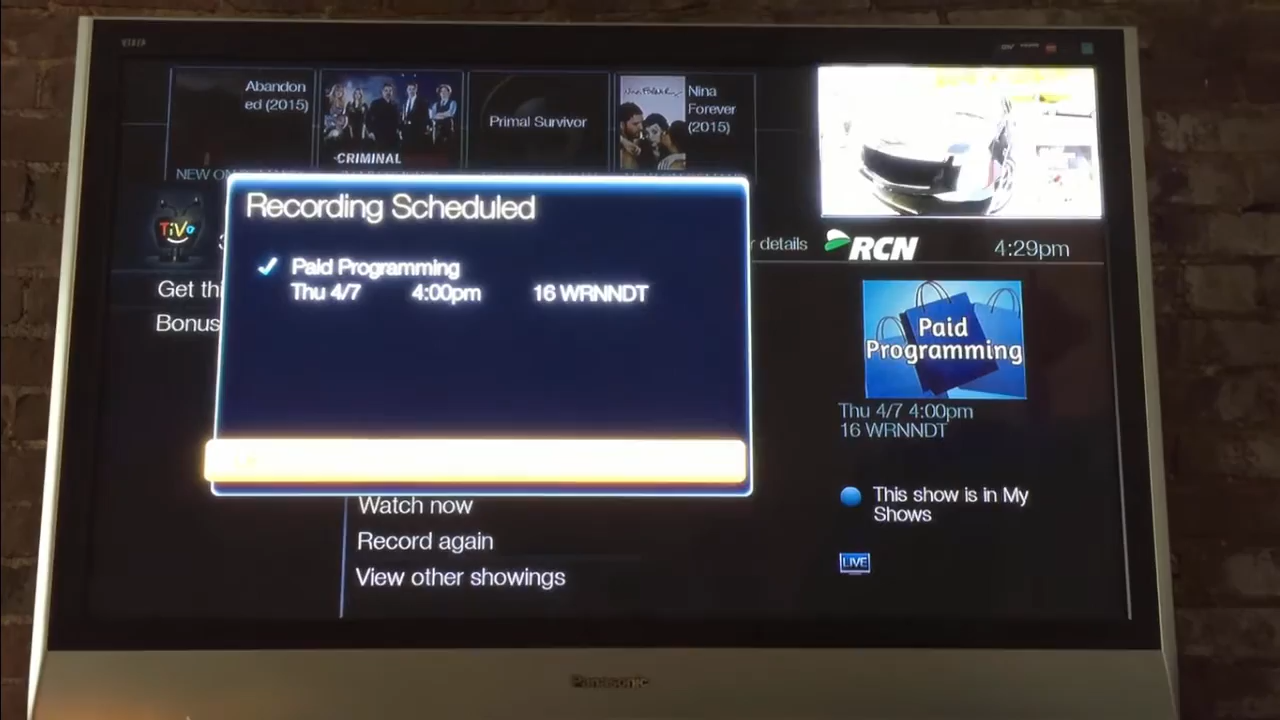 Abandon
ed (2015)
CRIMINAL
Primal Survivor
Nina
Forever
(2015)
NEW ON
Recording Scheduled
✓ Paid Programming
Thu 4/7 4:00pm 16 WRNNDT
TiVo
details
RCN
4:29pm
Get
Bonus
Paid
Programming
Thu 4/7 4:00pm
16 WRNNDT
This show is in My
Shows
LIVE
Watch now
Record again
View other showings
Panasonic